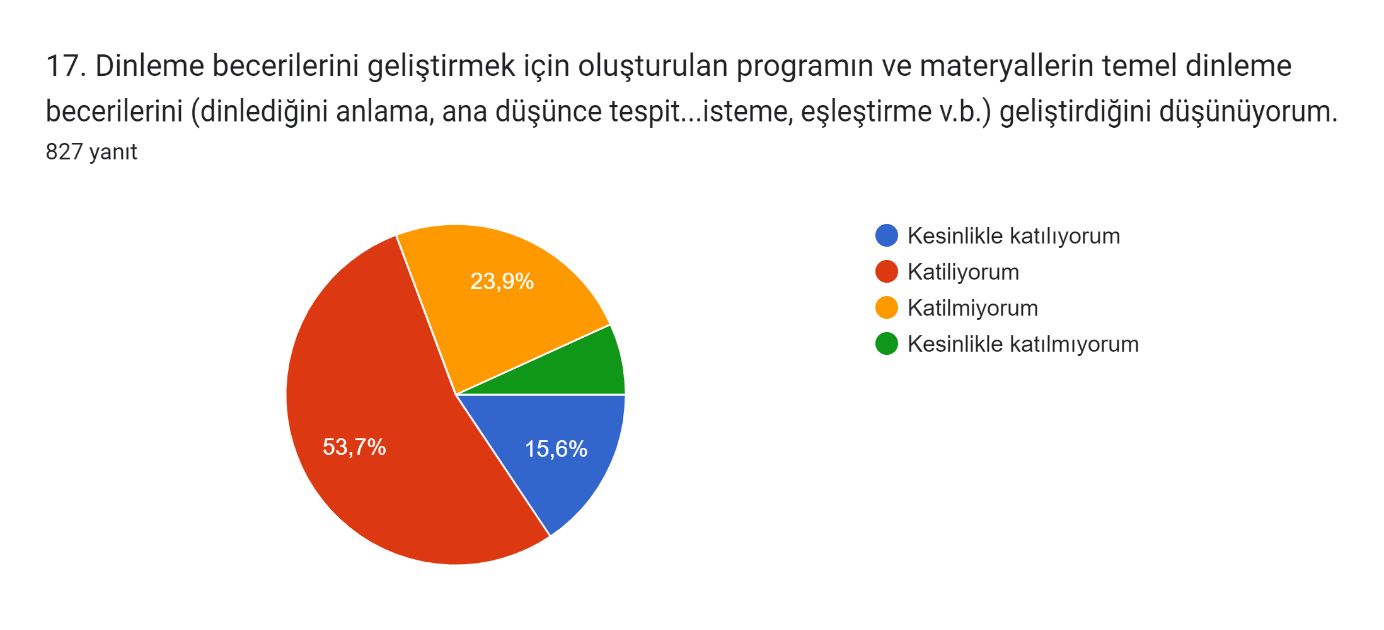 17. Dinleme becerilerini geliştirmek için oluşturulan programın ve materyallerin temel dinleme
becerilerini (dinlediğini anlama, ana düşünce tespit...isteme, eşleştirme v.b.) geliştirdiğini düşünüyorum.
827 yanıt
Kesinlikle katılıyorum
Katiliyorum
Katilmiyorum
Kesinlikle katılmıyorum
23,9%
53,7%
15,6%